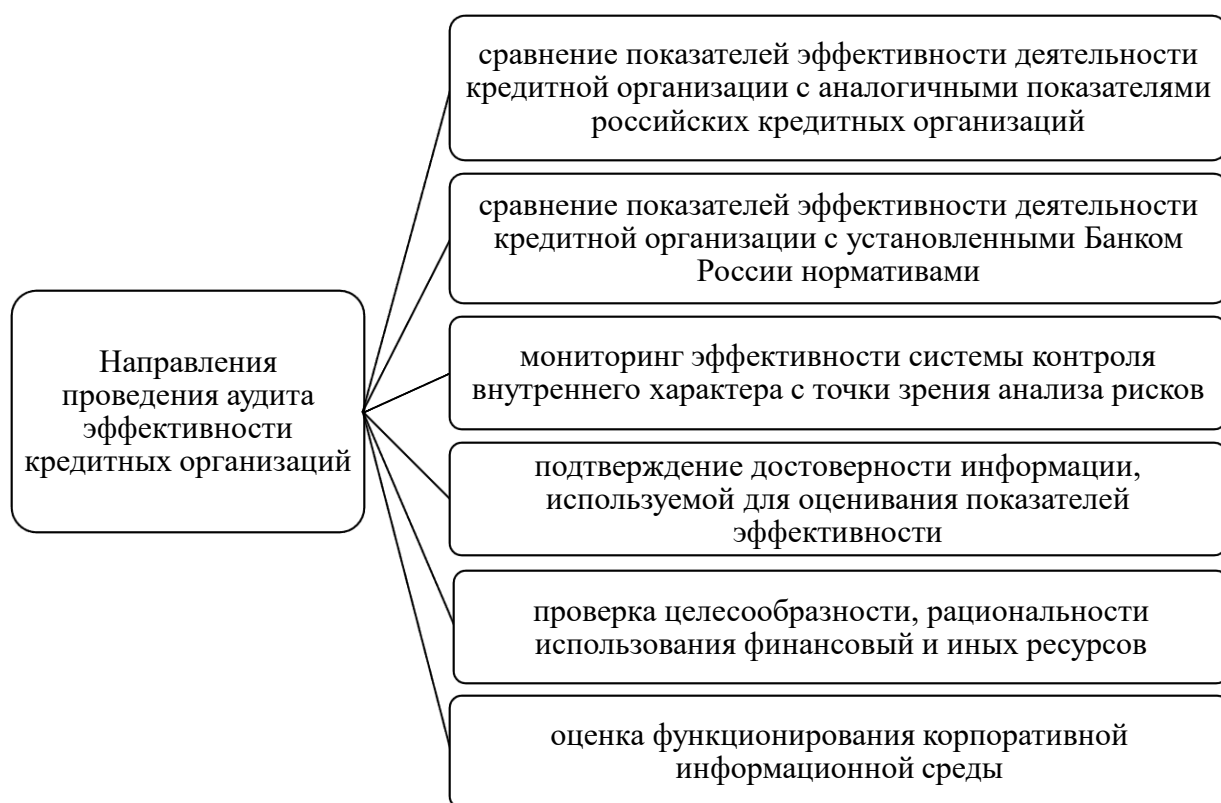 сравнение показателей эффективности деятельности
кредитной организации с аналогичными показателями
российских кредитных организаций
сравнение показателей эффективности деятельности
кредитной организации с установленными Банком
России нормативами
Направления
проведения аудита
эффективности
кредитных организаций
мониторинг эффективности системы контроля
внутреннего характера с точки зрения анализа рисков
подтверждение достоверности информации,
используемой для оценивания показателей
эффективности
проверка целесообразности, рациональности
использования финансовый и иных ресурсов
оценка функционирования корпоративной
информационной среды